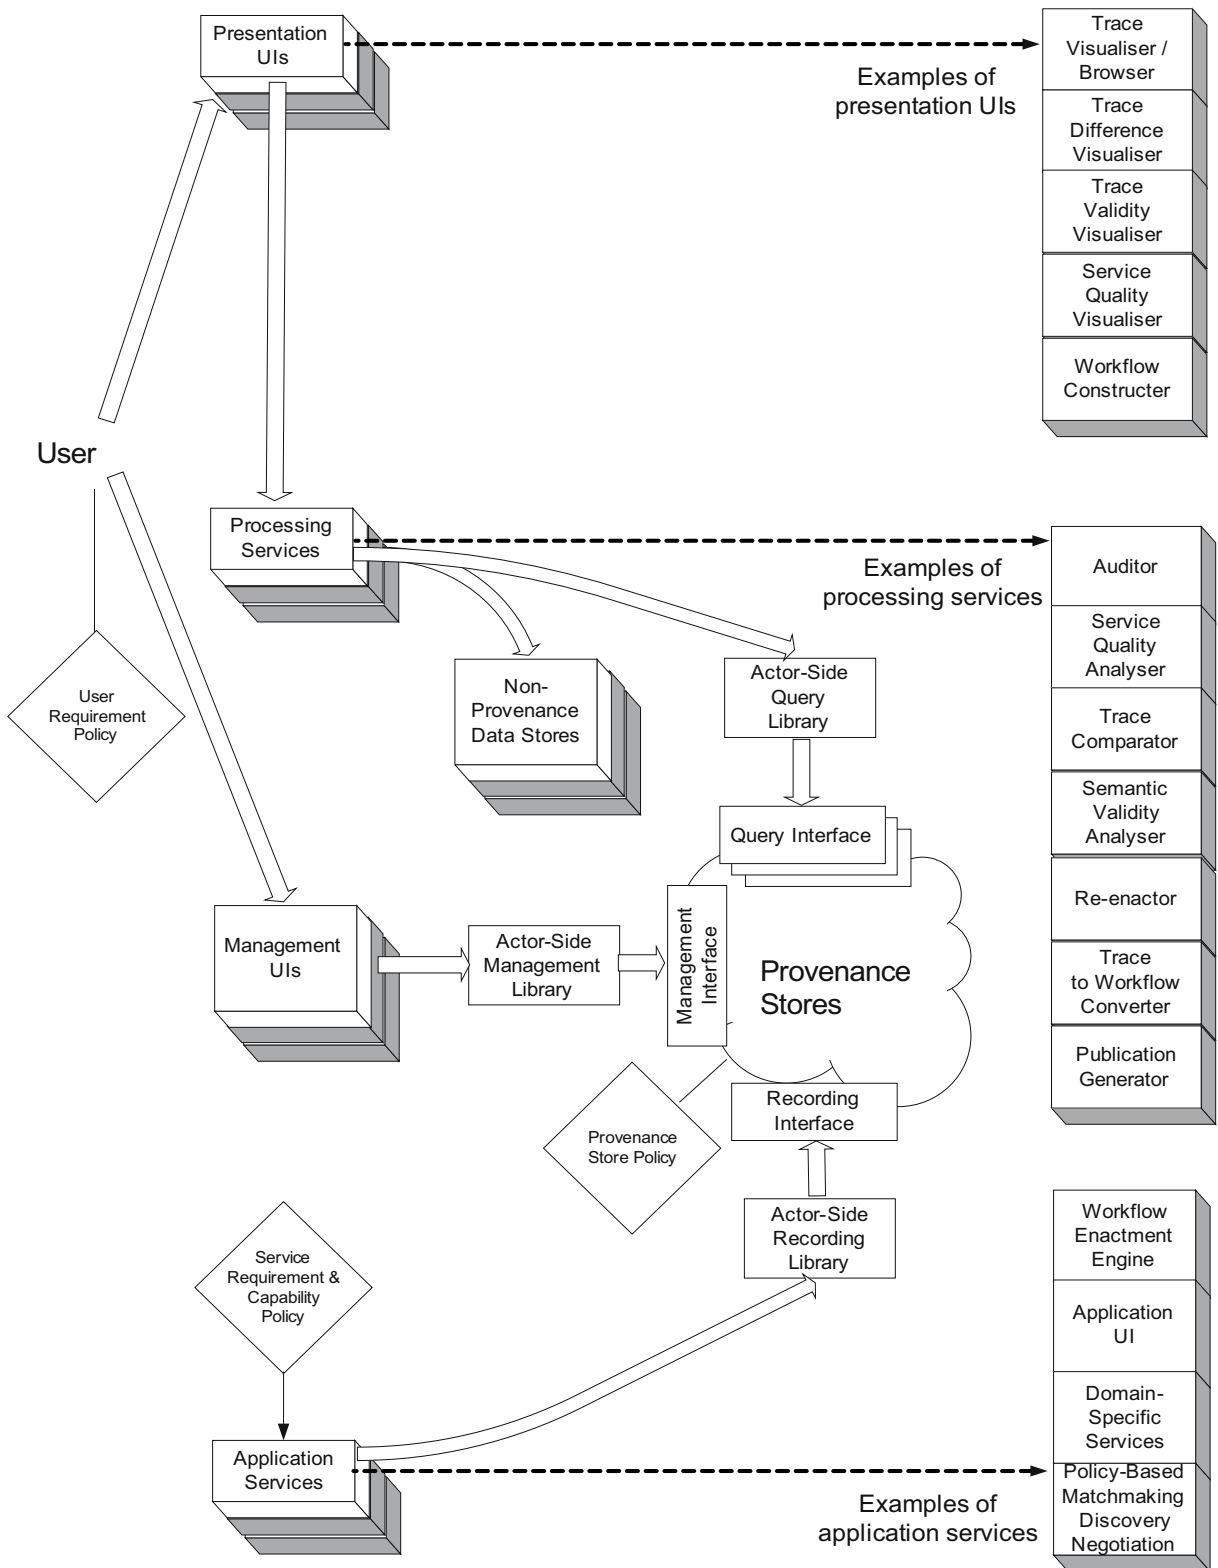 Presentation
UIs
Examples of
presentation UIs
Trace
Visualiser /
Browser
Trace
Difference
Visualiser
Trace
Validity
Visualiser
Service
Quality
Visualiser
Workflow
Constructer
User
User
Requirement
Policy
Processing
Services
Examples of
processing services
Non-
Provenance
Data Stores
Actor-Side
Query
Library
Query Interface
Management
UIs
Actor-Side
Management
Library
Management
Interface
Provenance
Stores
Provenance
Store Policy
Recording
Interface
Actor-Side
Recording
Library
Auditor
Service
Quality
Analyser
Trace
Comparator
Semantic
Validity
Analyser
Re-enactor
Trace
to Workflow
Converter
Publication
Generator
Service
Requirement &
Capability
Policy
Application
Services
Examples of
application services
Workflow
Enactment
Engine
Application
UI
Domain-
Specific
Services
Policy-Based
Matchmaking
Discovery
Negotiation